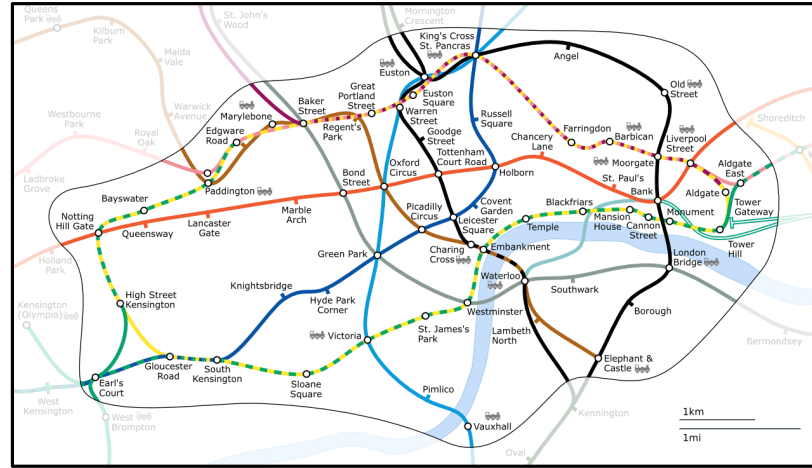 Queens
Park
Kilburn
Park
Maida
Vale
Warwick
Avenue
Royal
Oak
Westbourne
Park
Ladbroke
Grove
St. John's
Wood
Mornington
Crescent
King's Cross
St. Pancras
Euston
Angel
Old
Street
Shoreditch
Great
Portland
Street
Euston
Square
Warren
Street
Baker
Street
Marylebone
Edgware
Road
Regent's
Park
Goodge
Street
Russell
Square
Farringdon
Barbican
Liverpool
Street
Moorgate
Chancery
Lane
Tottenham
Court Road
Oxford
Circus
Bond
Street
Holborn
St. Paul's
Bank
Aldgate
East
Aldgate
Tower
Gateway
Tower
Hill
Paddington
Bayswater
Notting
Hill Gate
Queensway
Lancaster
Gate
Marble
Arch
Holland
Park
Picadilly
Circus
Covent
Garden
Leicester
Square
Charing
Cross
Embankment
Temple
Blackfriars
Mansion
House
Cannon
Street
Monument
London
Bridge
Green Park
Waterloo
Southwark
Bermondsey
Kensington
(Olympia)
High Street
Kensington
Knightsbridge
Hyde Park
Corner
Westminster
St. James's
Park
Victoria
Lambeth
North
Borough
Elephant &
Castle
Earl's
Court
Gloucester
Road
South
Kensington
Sloane
Square
Pimlico
Vauxhall
Kennington
Oval
West
Kensington
West
Brompton
1km
1mi